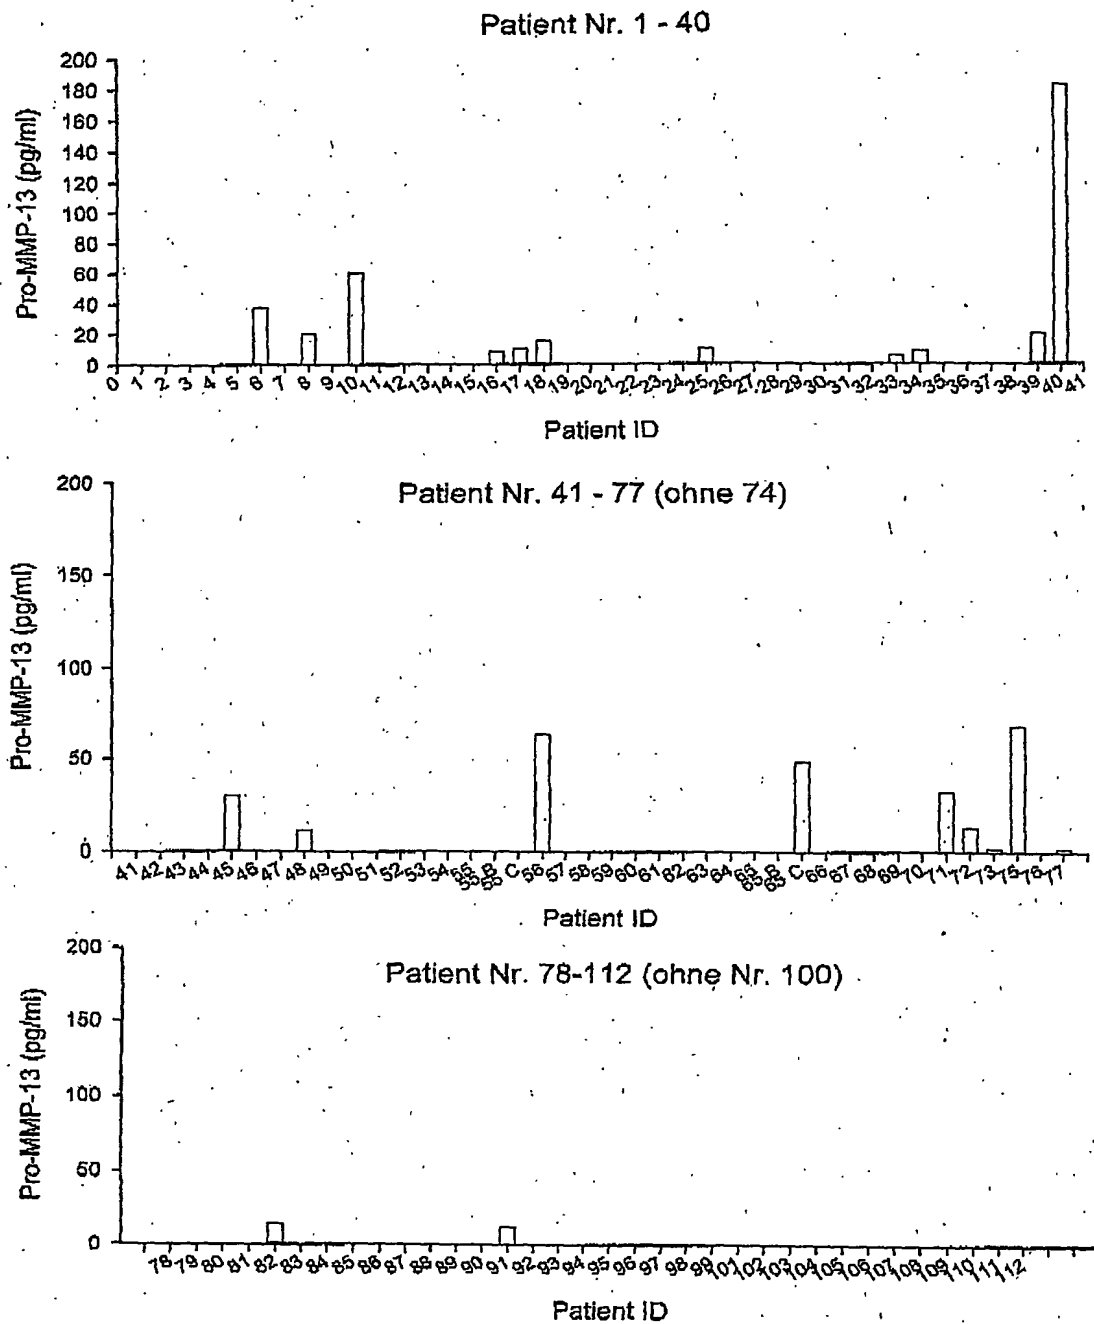 Patient Nr. 1 - 40
Pro-MMP-13 (pg/ml)
200
180
160
140
120
100
80
60
40
20
0
0 1 2 3 4 5 6 7 8 9 10 11 12 13 14 15 16 17 18 19 20 21 22 23 24 25 26 27 28 29 30 31 32 33 34 35 36 37 38 39 40 41
Patient ID
Patient Nr. 41 - 77 (ohne 74)
Pro-MMP-13 (pg/ml)
200
150
100
50
0
41 42 43 44 45 46 47 48 49 50 51 52 53 54 55 55 B 55 C 56 57 58 59 60 61 62 63 64 65 65 B 65 C 66 67 68 69 70 71 72 73 75 76 77
Patient ID
Patient Nr. 78-112 (ohne Nr. 100)
Pro-MMP-13 (pg/ml)
200
150
100
50
0
78 79 80 81 82 83 84 85 86 87 88 89 90 91 92 93 94 95 96 97 98 99 101 102 103 104 105 106 107 108 109 110 111 112
Patient ID